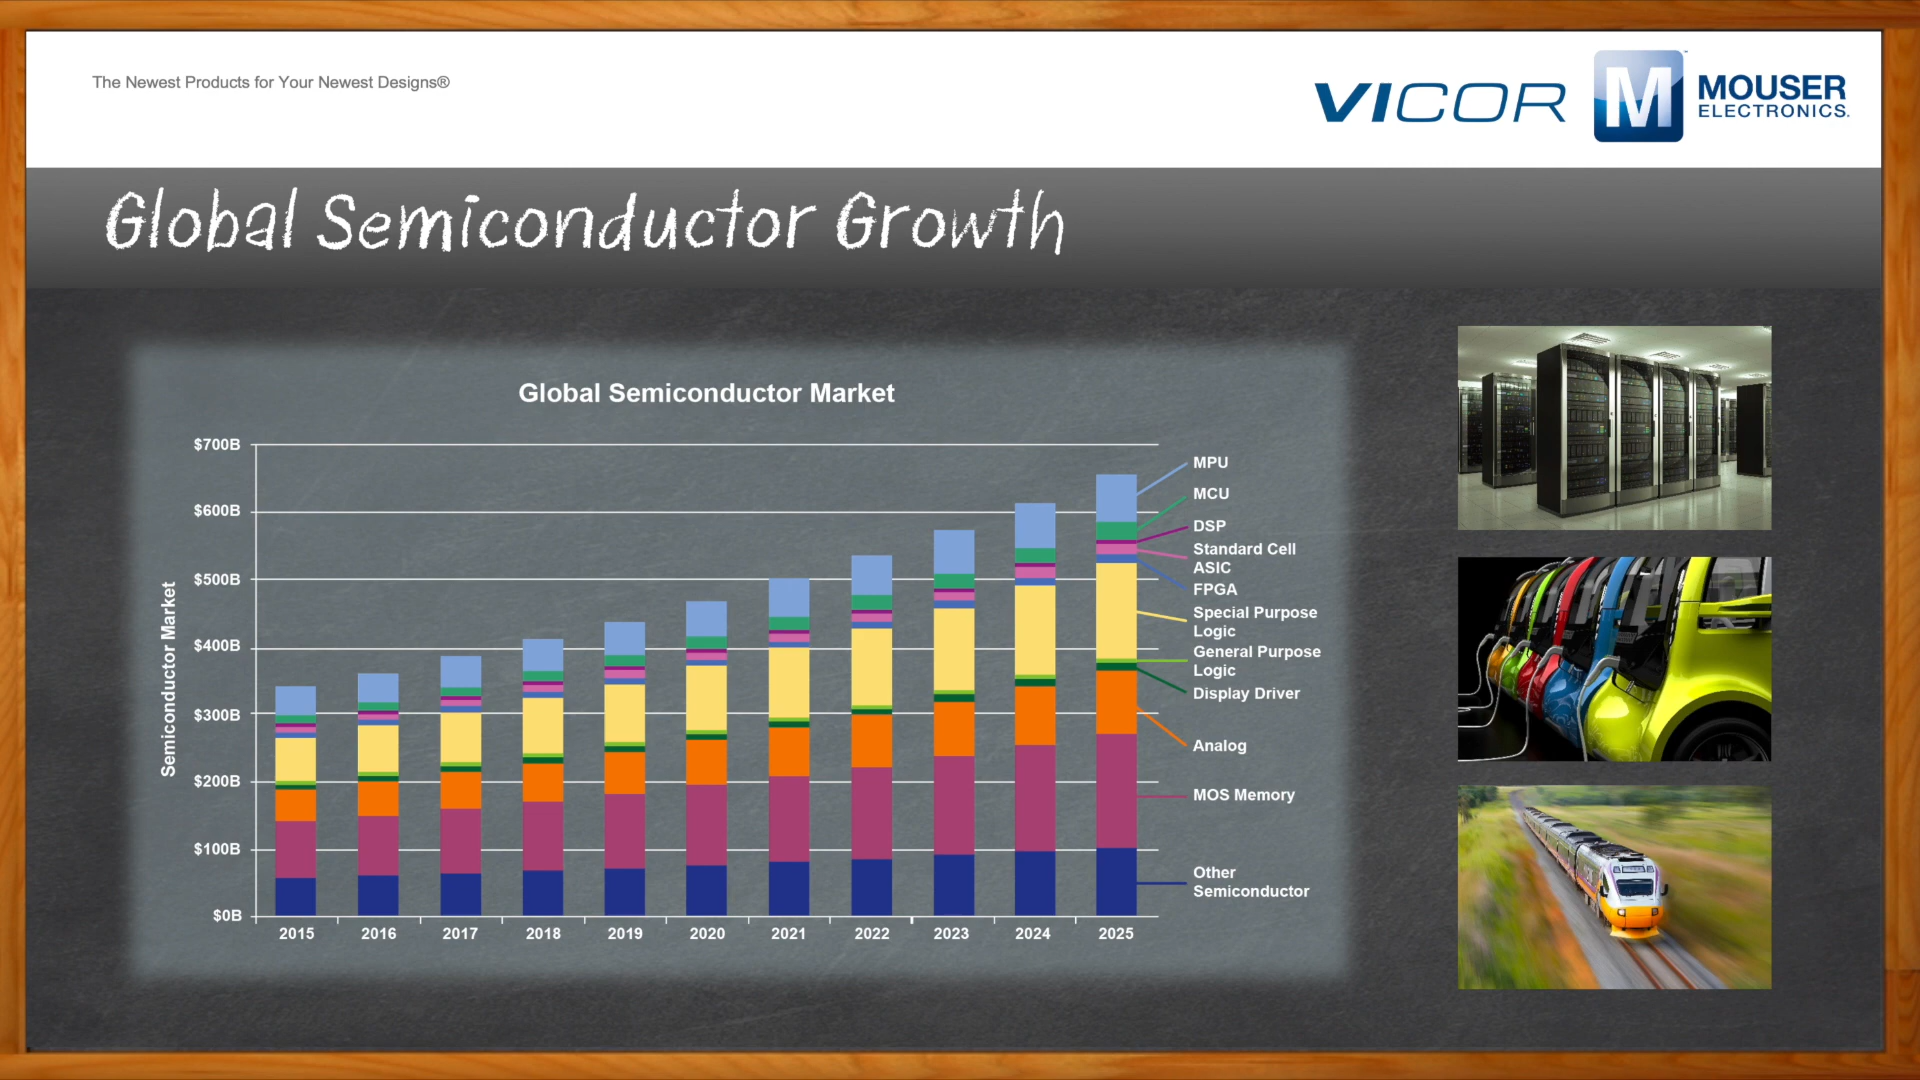 The Newest Products for Your Newest Designs®
VICOR
M
MOUSER
ELECTRONICS.
Global Semiconductor Growth
Global Semiconductor Market
Semiconductor Market
$700B
$600B
$500B
$400B
$300B
$200B
$100B
$0B
2015
2016
2017
2018
2019
2020
2021
2022
2023
2024
2025
MPU
MCU
DSP
Standard Cell
ASIC
FPGA
Special Purpose
Logic
General Purpose
Logic
Display Driver
Analog
MOS Memory
Other
Semiconductor